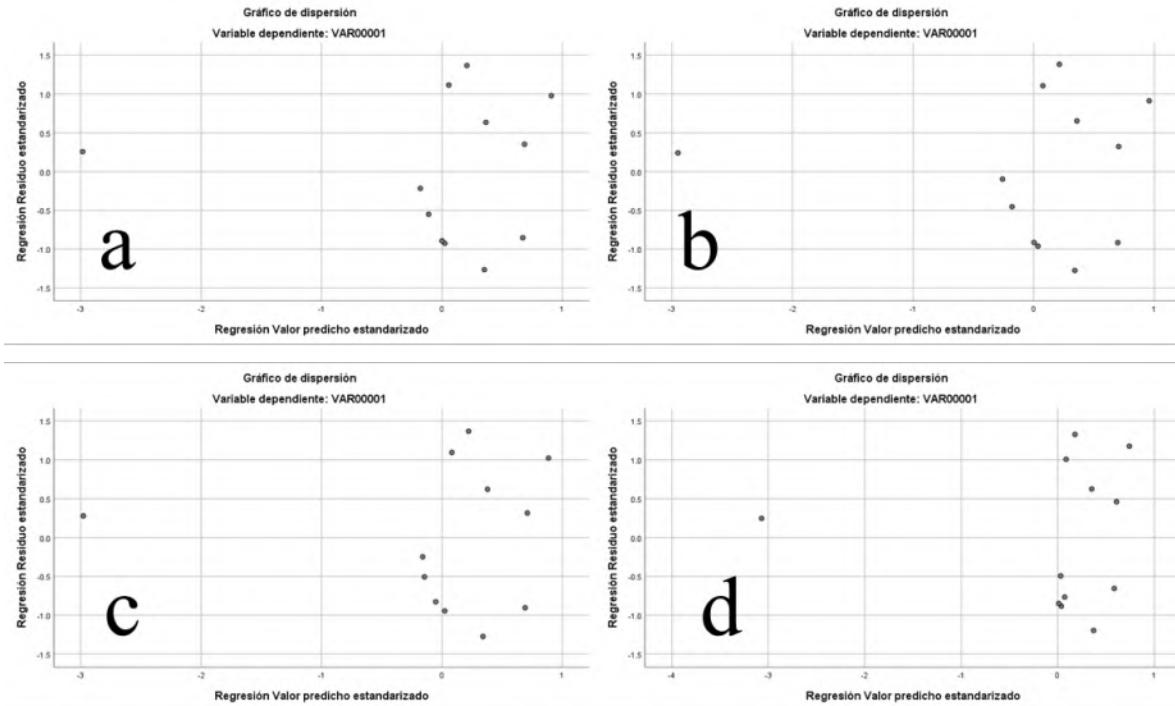 Gráfico de dispersión
Variable dependiente: VAR00001
Regresión Residuo estandarizado
1.5
1.0
0.5
0.0
-0.5
-1.0
-1.5
a
-3
-2
-1
0
1
Regresión Valor predicho estandarizado
Gráfico de dispersión
Variable dependiente: VAR00001
Regresión Residuo estandarizado
1.5
1.0
0.5
0.0
-0.5
-1.0
-1.5
b
-3
-2
-1
0
1
Regresión Valor predicho estandarizado
Gráfico de dispersión
Variable dependiente: VAR00001
Regresión Residuo estandarizado
1.5
1.0
0.5
0.0
-0.5
-1.0
-1.5
c
-3
-2
-1
0
1
Regresión Valor predicho estandarizado
Gráfico de dispersión
Variable dependiente: VAR00001
Regresión Residuo estandarizado
1.5
1.0
0.5
0.0
-0.5
-1.0
-1.5
d
-4
-3
-2
-1
0
1
Regresión Valor predicho estandarizado